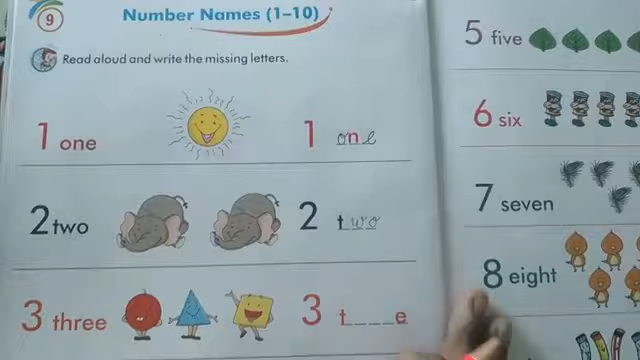 9
Number Names (1–10)
Read aloud and write the missing letters.
1 one 1 one
2 two 2 two
3 three 3 t___e
5 five
6 six
7 seven
8 eight